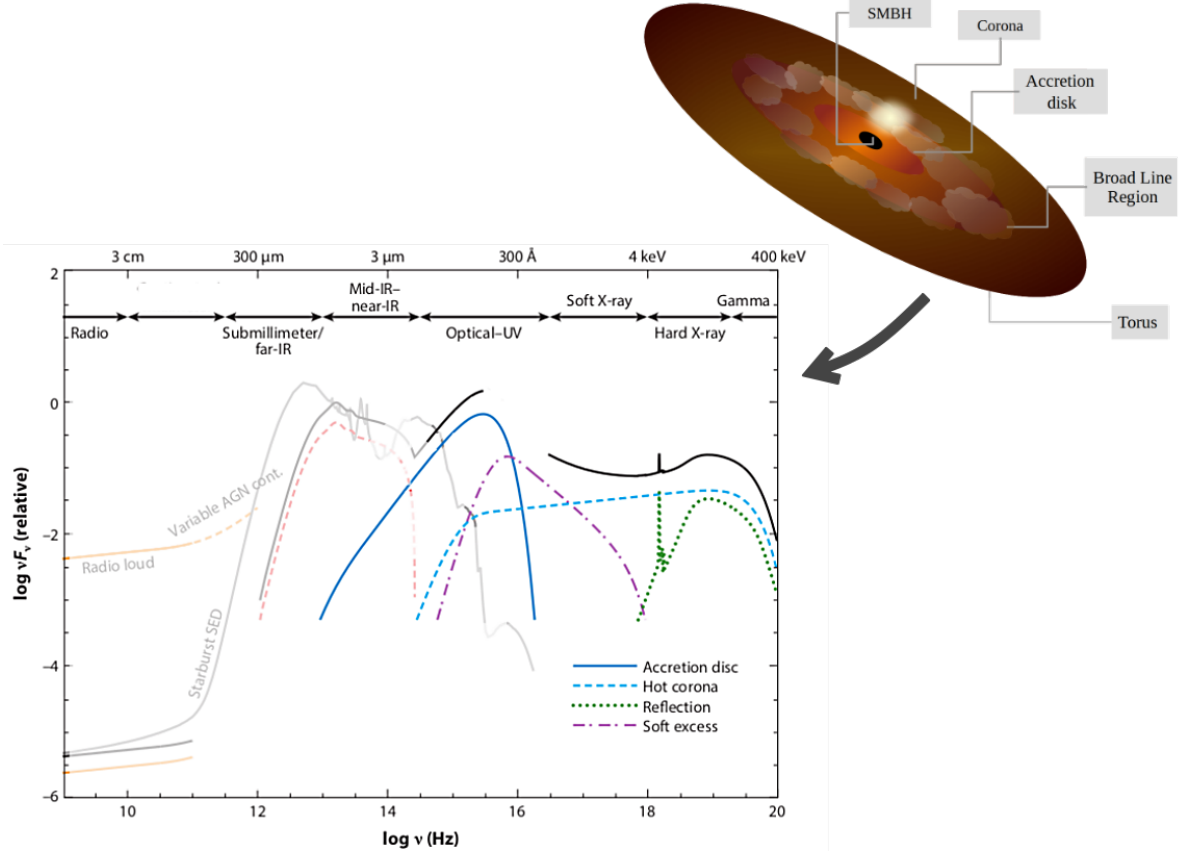 SMBH
Corona
Accretion
disk
Broad Line
Region
Torus
3 cm
300 μm
3 μm
300 Å
4 keV
400 keV
Radio
Submillimeter/
far-IR
Mid-IR–
near-IR
Optical–UV
Soft X-ray
Hard X-ray
Gamma
2
0
−2
−4
−6
log νFν (relative)
Variable AGN cont.
Radio loud
Starburst SED
Accretion disc
Hot corona
Reflection
Soft excess
10
12
14
16
18
20
log ν (Hz)